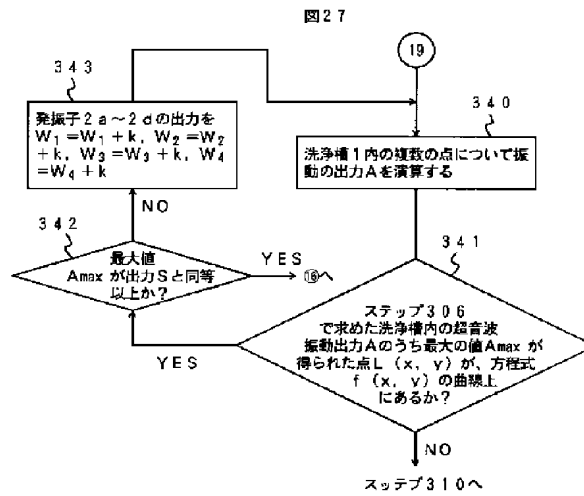 図27
19
340
洗浄槽1内の複数の点について振
動の出力Aを演算する
341
ステップ306
で求めた洗浄槽内の超音波
振動出力Aのうち最大の値Amaxが
得られた点L(x,y)が、方程式
f(x,y)の曲線上
にあるか?
NO
スッテプ310へ
YES
342
最大値
Amaxが出力Sと同等
以上か?
YES
⑯へ
NO
343
発振子2a~2dの出力を
W1=W1+k, W2=W2
+k, W3=W3+k, W4
=W4+k